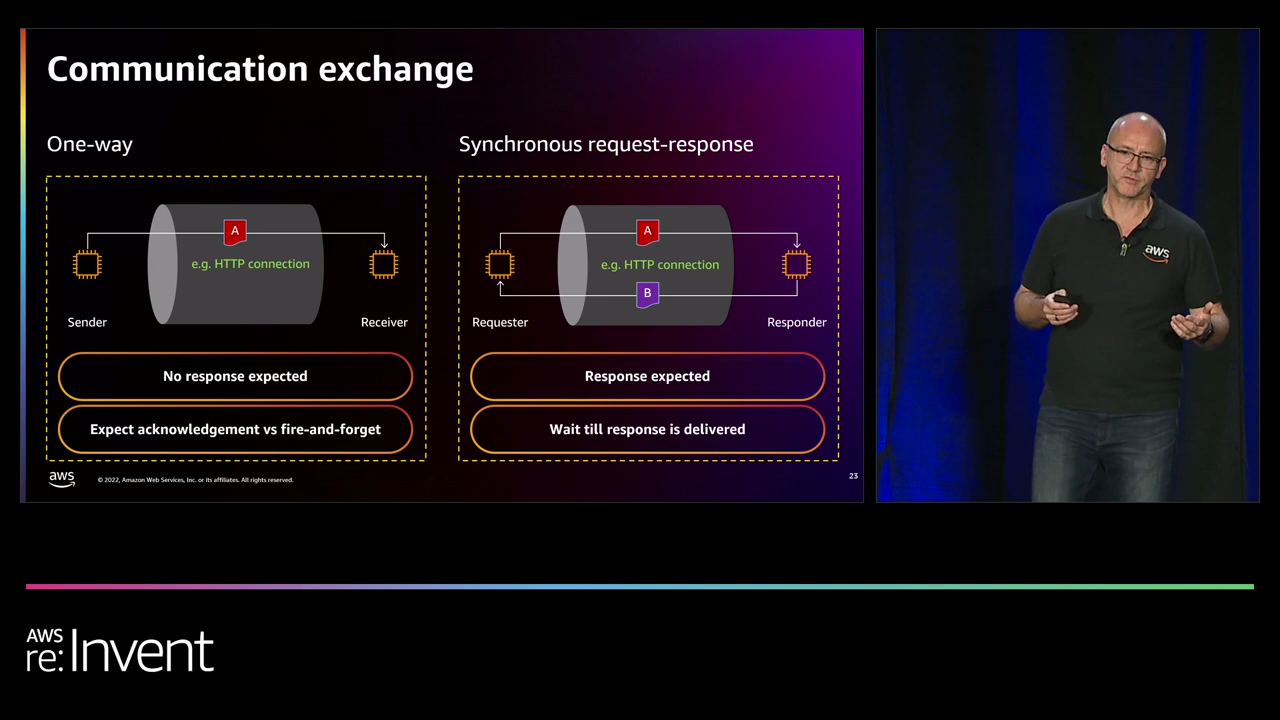 Communication exchange
One-way
A
e.g. HTTP connection
Sender
Receiver
No response expected
Expect acknowledgement vs fire-and-forget
Synchronous request-response
A
e.g. HTTP connection
B
Requester
Responder
Response expected
Wait till response is delivered
aws
© 2022, Amazon Web Services, Inc. or its affiliates. All rights reserved.
23
aws
AWS
re:Invent